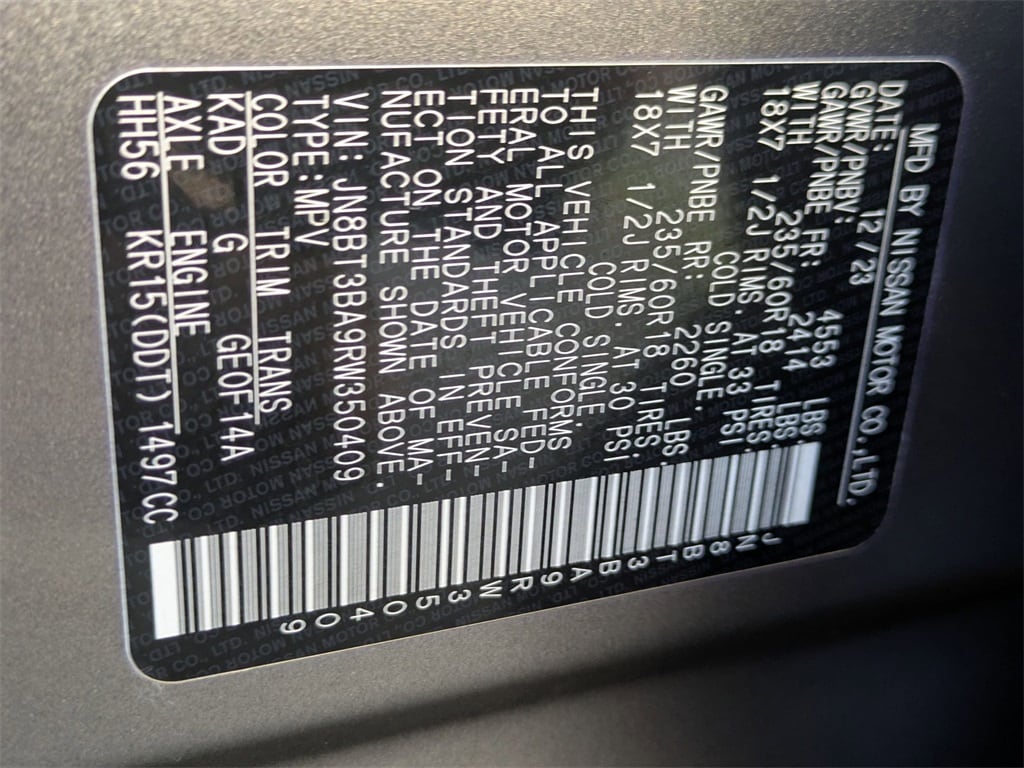 MFD BY NISSAN MOTOR CO.,LTD.
DATE: 12/23
GVWR/PNBV: 4553 LBS.
GAWR/PNBE FR: 2414 LBS.
WITH 235/60R18 TIRES,
18X7 1/2J RIMS, AT 33 PSI
COLD SINGLE,
GAWR/PNBE RR: 2260 LBS.
WITH 235/60R18 TIRES,
18X7 1/2J RIMS, AT 30 PSI
COLD SINGLE.
THIS VEHICLE CONFORMS
TO ALL APPLICABLE FED-
ERAL MOTOR VEHICLE SA-
FETY AND THEFT PREVEN-
TION STANDARDS IN EFF-
ECT ON THE DATE OF MA-
NUFACTURE SHOWN ABOVE.
VIN: JN8BT3BA9RW350409
TYPE:MPV
COLOR TRIM TRANS
KAD G GE0F14A
AXLE ENGINE
HH56 KR15(DDT)1497CC
JN8BT3BA9RW350409